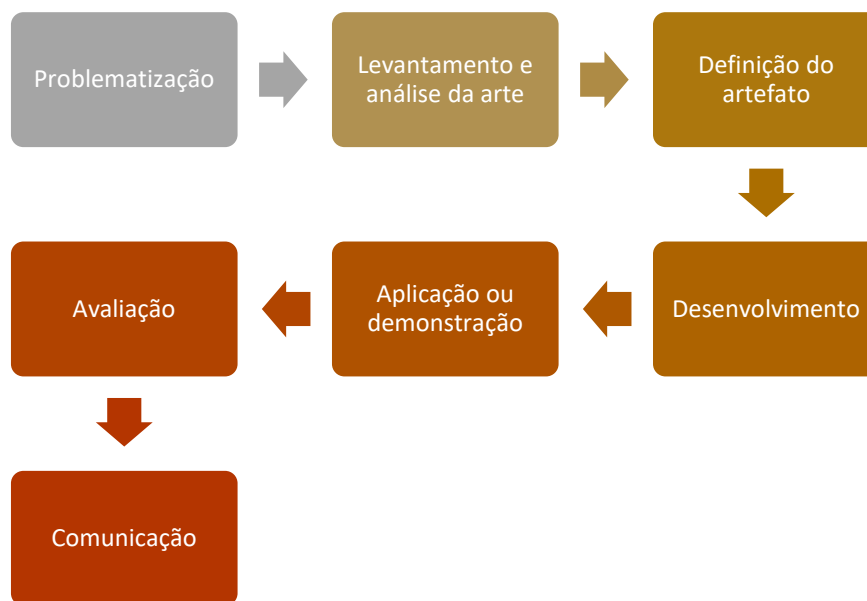 Problematização
Levantamento e
análise da arte
Definição do
artefato
Desenvolvimento
Aplicação ou
demonstração
Avaliação
Comunicação